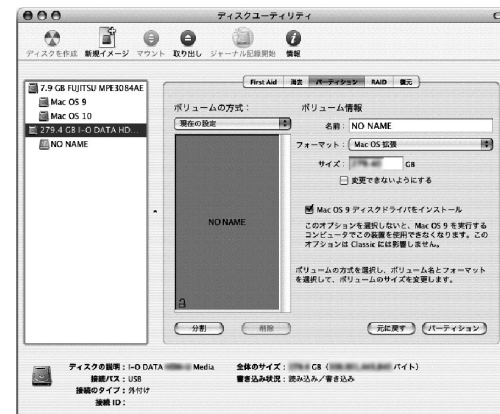 ディスクユーティリティ
ディスクを作成 新規イメージ マウント 取り出し ジャーナル記録開始 情報
7.9 GB FUJITSU MPE3084AE
Mac OS 9
Mac OS 10
279.4 GB I-O DATA HD...
NO NAME
First Aid 消去 パーティション RAID 復元
ボリュームの方式:
現在の設定
NO NAME
分割 削除
ボリューム情報
名前: NO NAME
フォーマット: Mac OS 拡張
サイズ: GB
変更できないようにする
Mac OS 9 ディスクドライバをインストール
このオプションを選択しないと、Mac OS 9 を実行する
コンピュータでこの装置を使用できなくなります。この
オプションは Classic には影響しません。
ボリュームの方式を選択し、ボリューム名とフォーマット
を選択して、ボリュームのサイズを変更します。
元に戻す パーティション
ディスクの説明: I-O DATA Media
接続バス: USB
接続のタイプ: 外付け
接続 ID:
全体のサイズ: GB ( バイト)
書き込み状況: 読み込み/書き込み